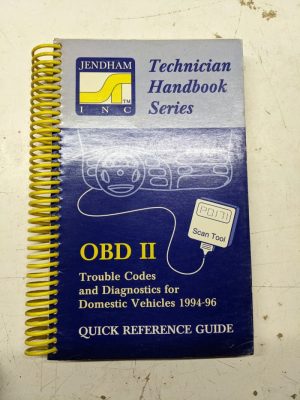 JENDHAM
TM
INC
Technician
Handbook
Series
P0171
Scan Tool
OBD II
Trouble Codes
and Diagnostics for
Domestic Vehicles 1994-96
QUICK REFERENCE GUIDE